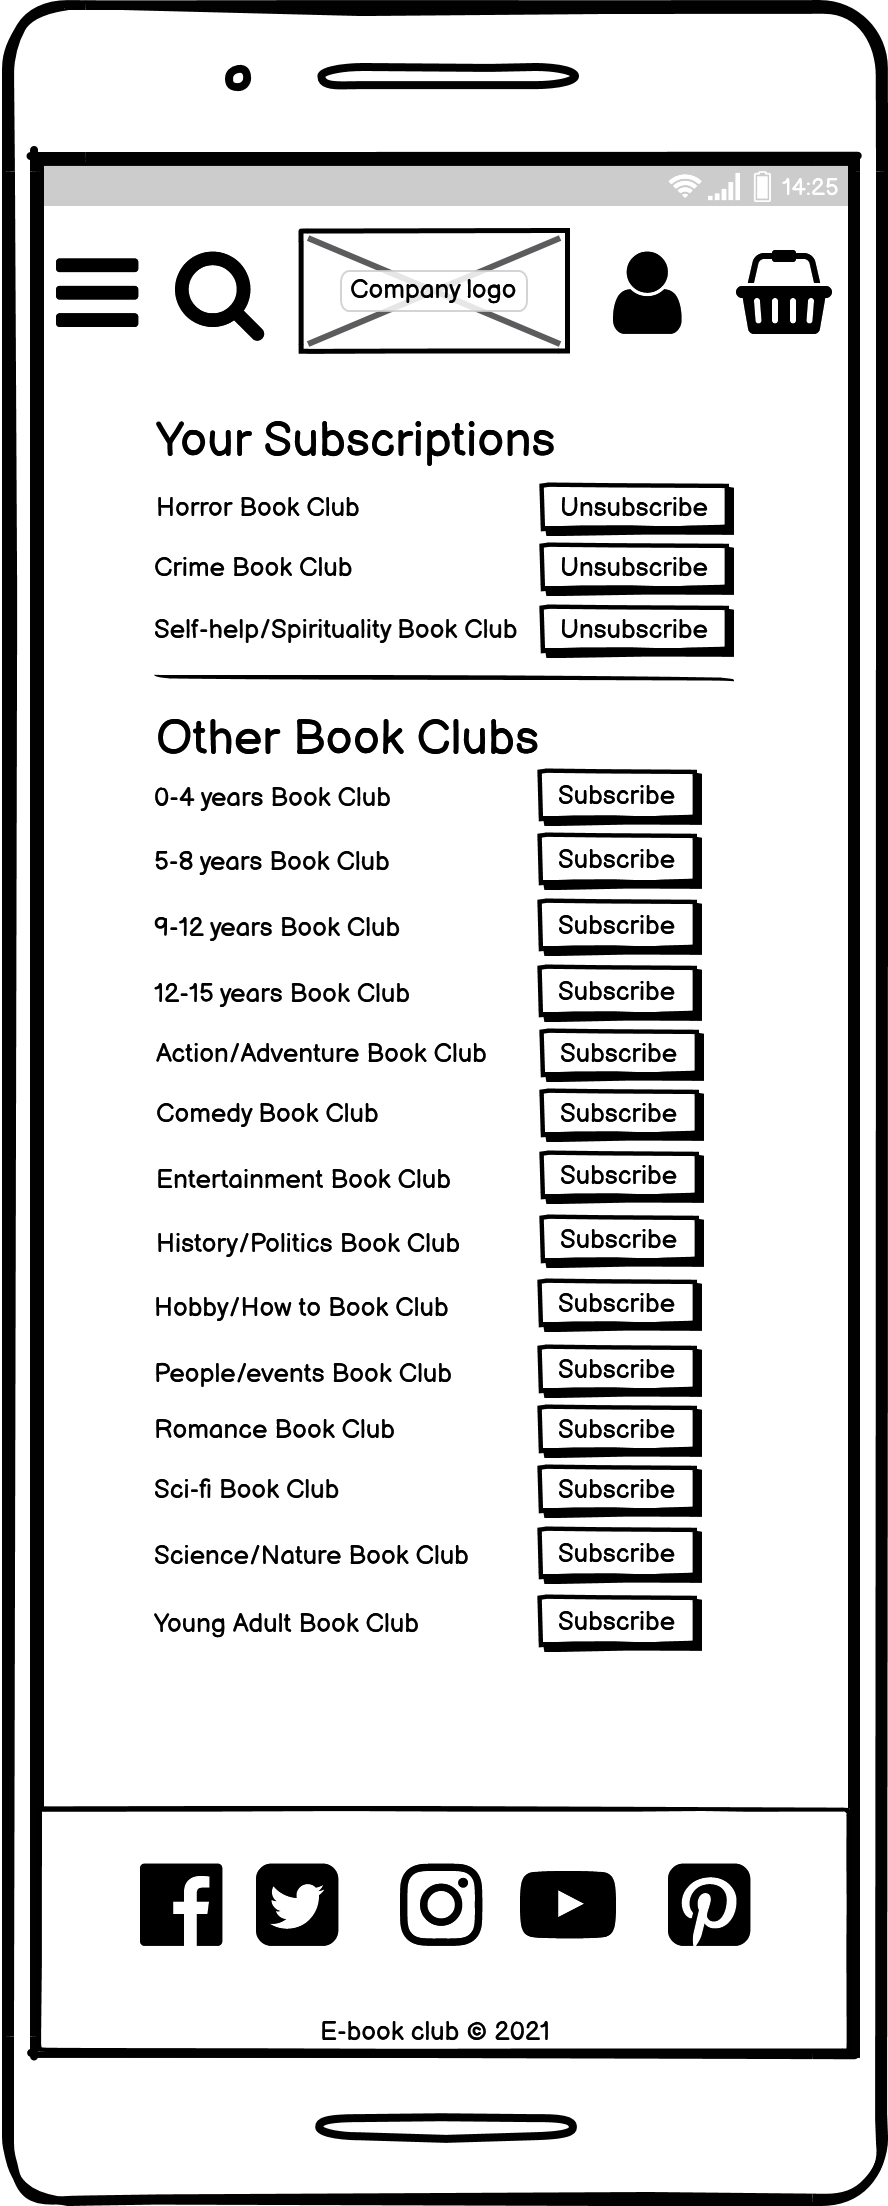 14:25
Company logo
Your Subscriptions
Horror Book Club Unsubscribe
Crime Book Club Unsubscribe
Self-help/Spirituality Book Club Unsubscribe
Other Book Clubs
0-4 years Book Club Subscribe
5-8 years Book Club Subscribe
9-12 years Book Club Subscribe
12-15 years Book Club Subscribe
Action/Adventure Book Club Subscribe
Comedy Book Club Subscribe
Entertainment Book Club Subscribe
History/Politics Book Club Subscribe
Hobby/How to Book Club Subscribe
People/events Book Club Subscribe
Romance Book Club Subscribe
Sci-fi Book Club Subscribe
Science/Nature Book Club Subscribe
Young Adult Book Club Subscribe
E-book club © 2021